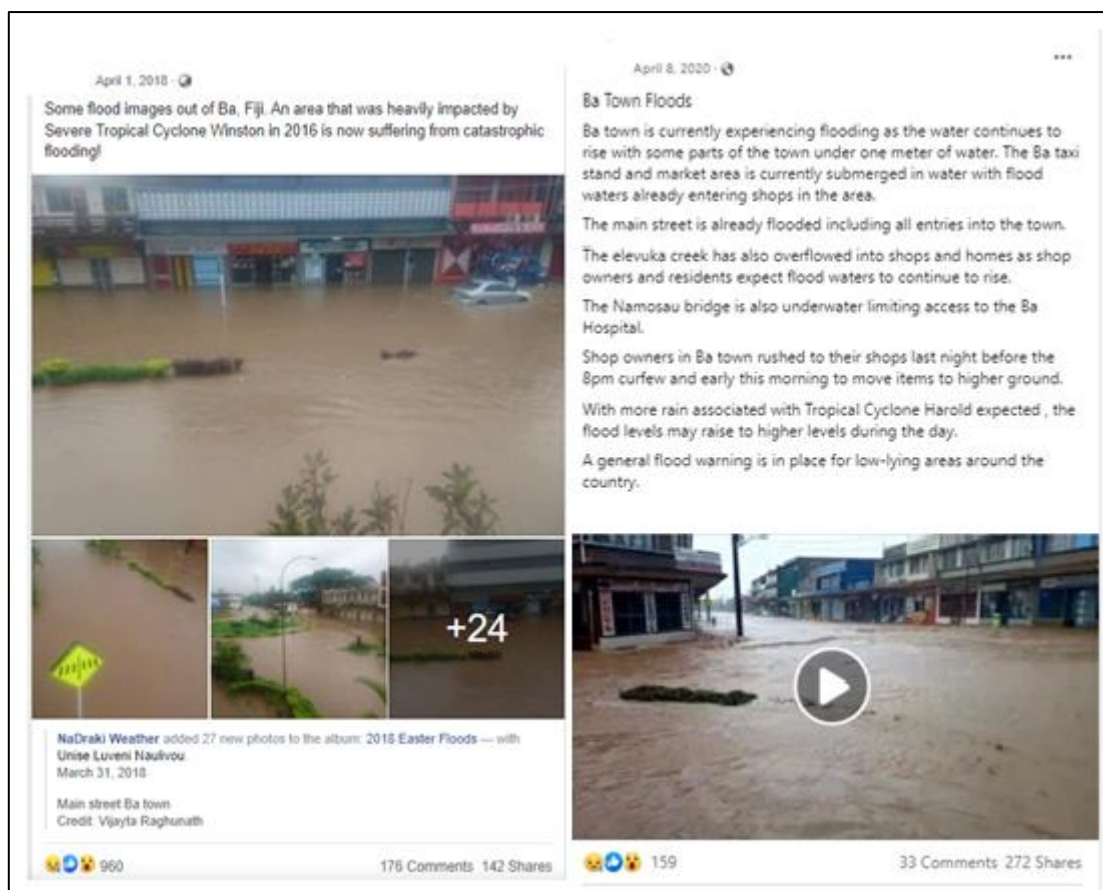 April 1, 2018
Some flood images out of Ba, Fiji. An area that was heavily impacted by
Severe Tropical Cyclone Winston in 2016 is now suffering from catastrophic
flooding!
+24
NaDraki Weather added 27 new photos to the album: 2018 Easter Floods — with
Unise Luveni Naulivou.
March 31, 2018
Main street Ba town
Credit: Vijayta Raghunath
960
176 Comments 142 Shares
April 8, 2020
Ba Town Floods
Ba town is currently experiencing flooding as the water continues to
rise with some parts of the town under one meter of water. The Ba taxi
stand and market area is currently submerged in water with flood
waters already entering shops in the area.
The main street is already flooded including all entries into the town.
The elevuka creek has also overflowed into shops and homes as shop
owners and residents expect flood waters to continue to rise.
The Namosau bridge is also underwater limiting access to the Ba
Hospital.
Shop owners in Ba town rushed to their shops last night before the
8pm curfew and early this morning to move items to higher ground.
With more rain associated with Tropical Cyclone Harold expected , the
flood levels may raise to higher levels during the day.
A general flood warning is in place for low-lying areas around the
country.
159
33 Comments 272 Shares